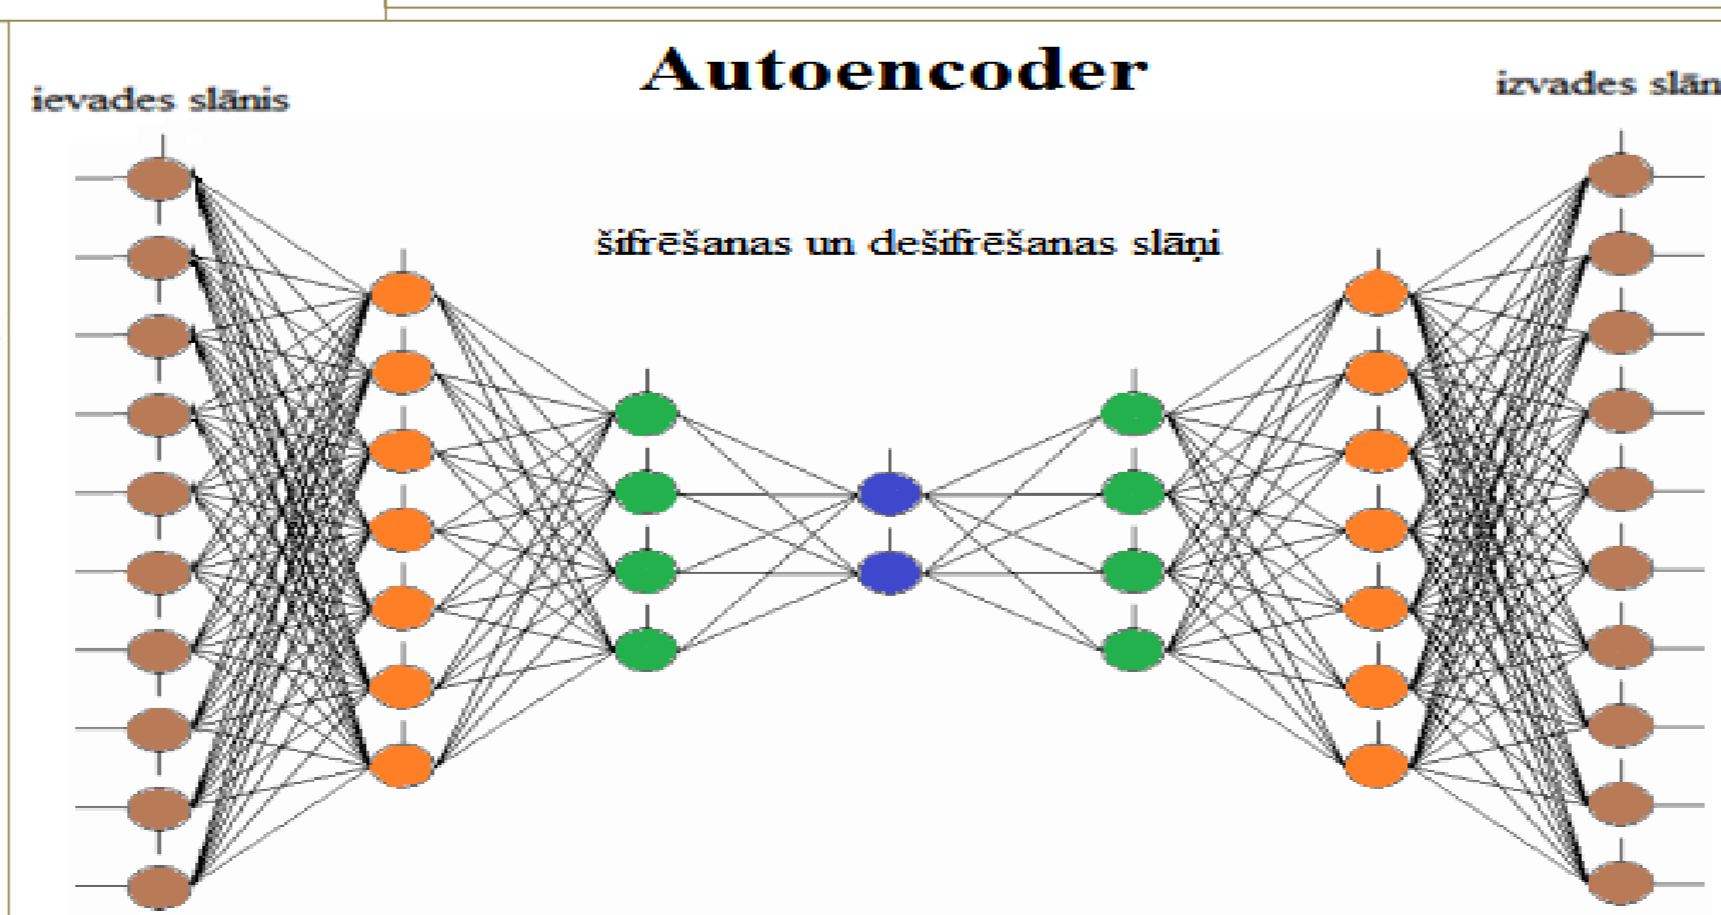 Autoencoder
ievades slānis
izvades slān
šifrēšanas un dešifrēšanas slāņi